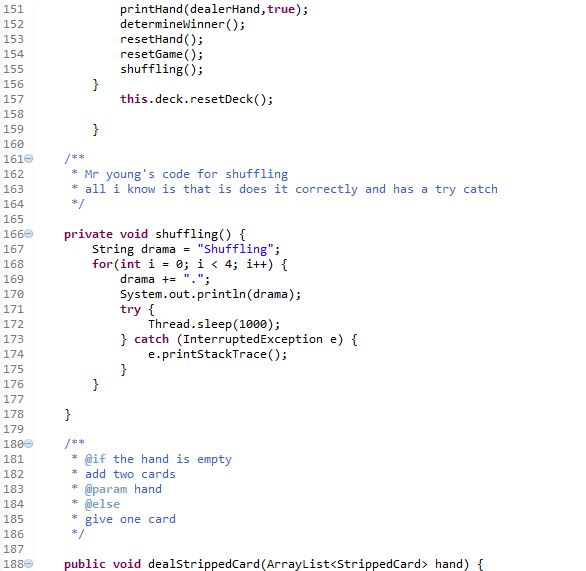 151 printHand(dealerHand,true);
152 determineWinner();
153 resetHand();
154 resetGame();
155 shuffling();
156 }
157 this.deck.resetDeck();
158
159 }
160
161 /**
162 * Mr young's code for shuffling
163 * all i know is that is does it correctly and has a try catch
164 */
165
166 private void shuffling() {
167 String drama = "Shuffling";
168 for(int i = 0; i < 4; i++) {
169 drama += ".";
170 System.out.println(drama);
171 try {
172 Thread.sleep(1000);
173 } catch (InterruptedException e) {
174 e.printStackTrace();
175 }
176 }
177
178 }
179
180 /**
181 * @if the hand is empty
182 * add two cards
183 * @param hand
184 * @else
185 * give one card
186 */
187
188 public void dealStrippedCard(ArrayList<StrippedCard> hand) {